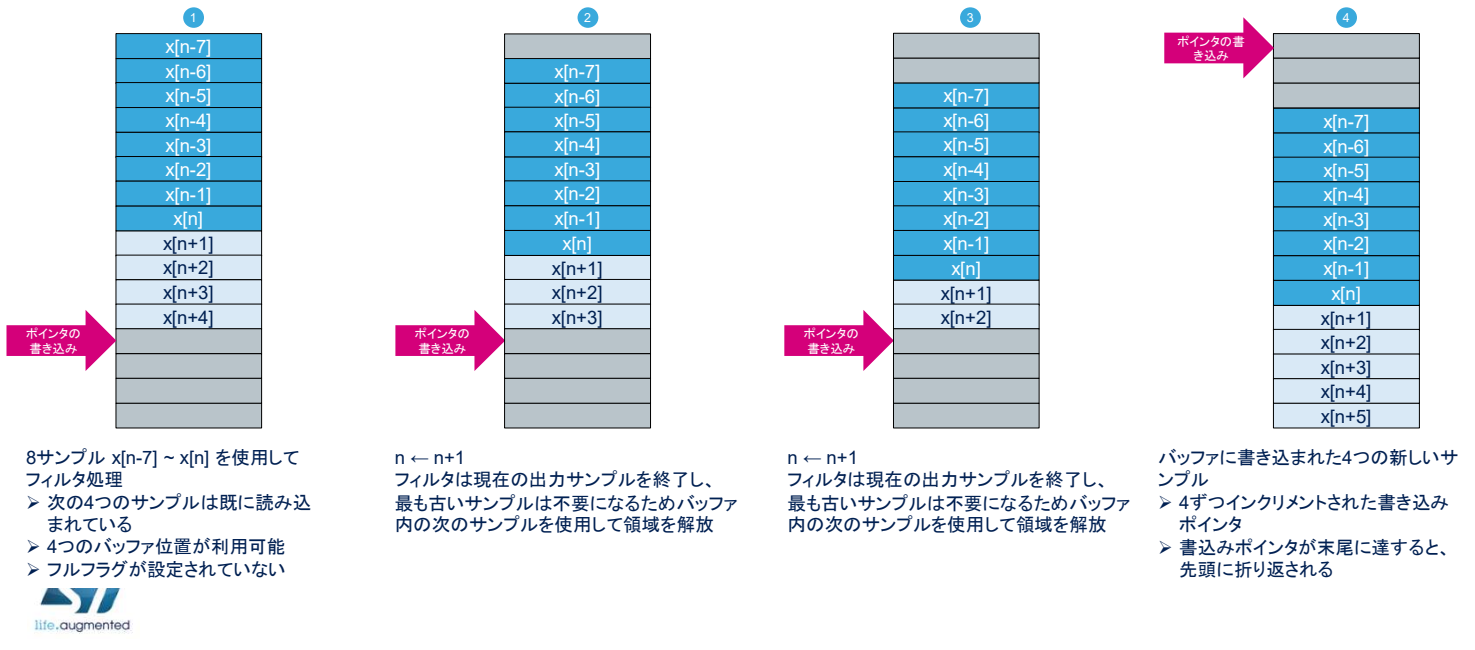 1
x[n-7]
x[n-6]
x[n-5]
x[n-4]
x[n-3]
x[n-2]
x[n-1]
x[n]
x[n+1]
x[n+2]
x[n+3]
x[n+4]
ポインタの
書き込み
8サンプル x[n-7] ~ x[n] を使用して
フィルタ処理
➢ 次の4つのサンプルは既に読み込
まれている
➢ 4つのバッファ位置が利用可能
➢ フルフラグが設定されていない
2
x[n-7]
x[n-6]
x[n-5]
x[n-4]
x[n-3]
x[n-2]
x[n-1]
x[n]
x[n+1]
x[n+2]
x[n+3]
ポインタの
書き込み
n ← n+1
フィルタは現在の出力サンプルを終了し、
最も古いサンプルは不要になるためバッファ
内の次のサンプルを使用して領域を解放
3
x[n-7]
x[n-6]
x[n-5]
x[n-4]
x[n-3]
x[n-2]
x[n-1]
x[n]
x[n+1]
x[n+2]
ポインタの
書き込み
n ← n+1
フィルタは現在の出力サンプルを終了し、
最も古いサンプルは不要になるためバッファ
内の次のサンプルを使用して領域を解放
4
ポインタの書
き込み
x[n-7]
x[n-6]
x[n-5]
x[n-4]
x[n-3]
x[n-2]
x[n-1]
x[n]
x[n+1]
x[n+2]
x[n+3]
x[n+4]
x[n+5]
バッファに書き込まれた4つの新しいサ
ンプル
➢ 4ずつインクリメントされた書き込み
ポインタ
➢ 書込みポインタが末尾に達すると、
先頭に折り返される
ST
life.augmented